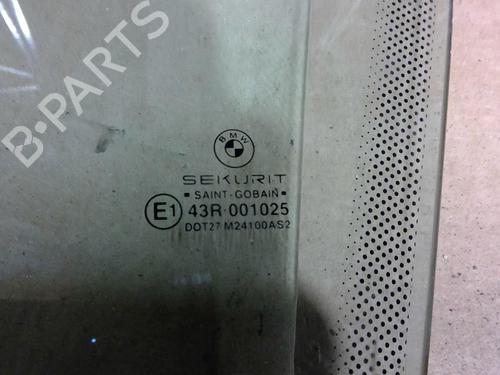 B-PARTS
BMW
SEKURIT
SAINT-GOBAIN
E1 43R-001025
DOT27 M24100AS2